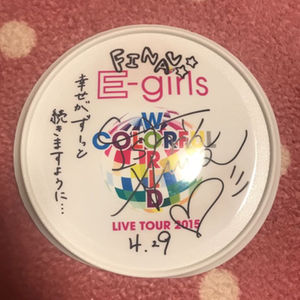 FINAL
E-girls
COLORFUL
WORLD
LIVE TOUR 2015
4.29
幸せがずーっと
続きますように…